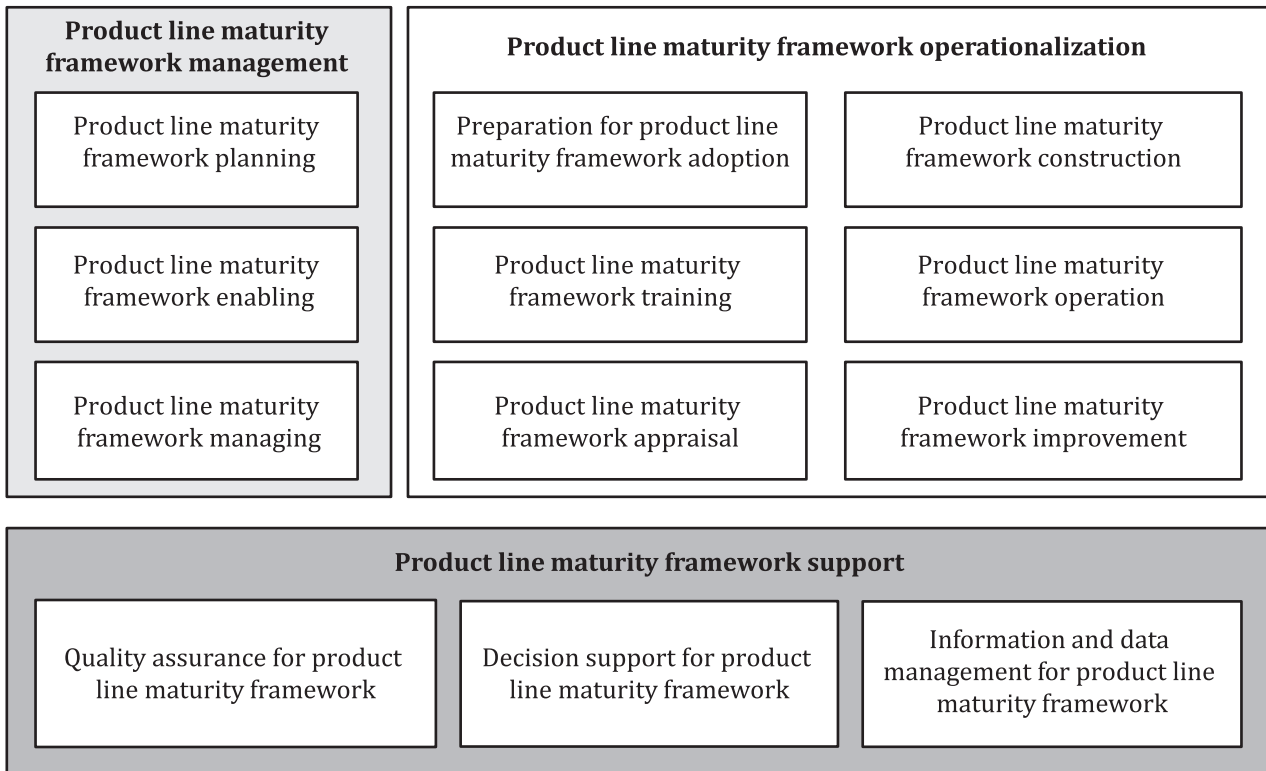 Product line maturity
framework management
Product line maturity
framework planning
Product line maturity
framework enabling
Product line maturity
framework managing
Product line maturity framework operationalization
Preparation for product line
maturity framework adoption
Product line maturity
framework construction
Product line maturity
framework training
Product line maturity
framework operation
Product line maturity
framework appraisal
Product line maturity
framework improvement
Product line maturity framework support
Quality assurance for product
line maturity framework
Decision support for product
line maturity framework
Information and data
management for product line
maturity framework